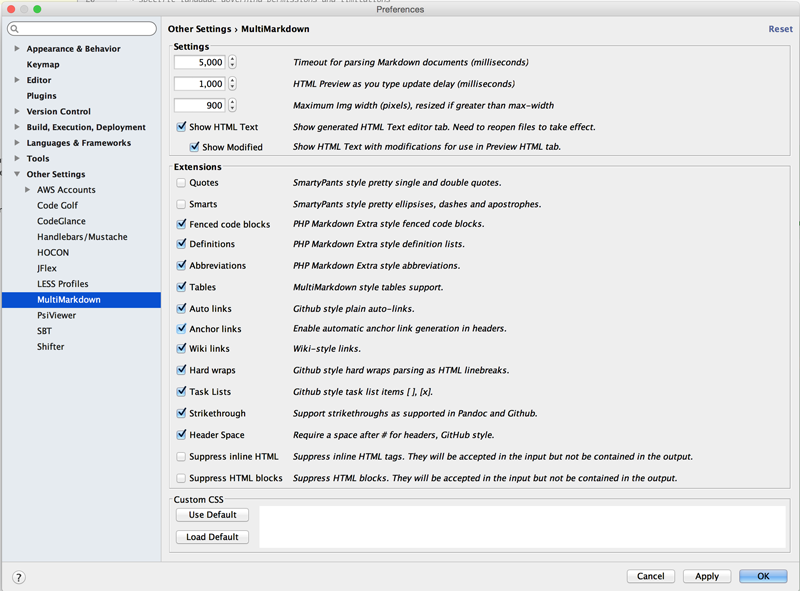 Preferences
Other Settings › MultiMarkdown
Reset
Appearance & Behavior
Keymap
Editor
Plugins
Version Control
Build, Execution, Deployment
Languages & Frameworks
Tools
Other Settings
AWS Accounts
Code Golf
CodeGlance
Handlebars/Mustache
HOCON
JFlex
LESS Profiles
MultiMarkdown
PsiViewer
SBT
Shifter
Settings
5,000 Timeout for parsing Markdown documents (milliseconds)
1,000 HTML Preview as you type update delay (milliseconds)
900 Maximum Img width (pixels), resized if greater than max-width
Show HTML Text Show generated HTML Text editor tab. Need to reopen files to take effect.
Show Modified Show HTML Text with modifications for use in Preview HTML tab.
Extensions
Quotes SmartyPants style pretty single and double quotes.
Smarts SmartyPants style pretty ellipsises, dashes and apostrophes.
Fenced code blocks PHP Markdown Extra style fenced code blocks.
Definitions PHP Markdown Extra style definition lists.
Abbreviations PHP Markdown Extra style abbreviations.
Tables MultiMarkdown style tables support.
Auto links Github style plain auto-links.
Anchor links Enable automatic anchor link generation in headers.
Wiki links Wiki-style links.
Hard wraps Github style hard wraps parsing as HTML linebreaks.
Task Lists Github style task list items [ ], [x].
Strikethrough Support strikethroughs as supported in Pandoc and Github.
Header Space Require a space after # for headers, GitHub style.
Suppress inline HTML Suppress inline HTML tags. They will be accepted in the input but not be contained in the output.
Suppress HTML blocks Suppress HTML blocks. They will be accepted in the input but not be contained in the output.
Custom CSS
Use Default
Load Default
?
Cancel Apply OK